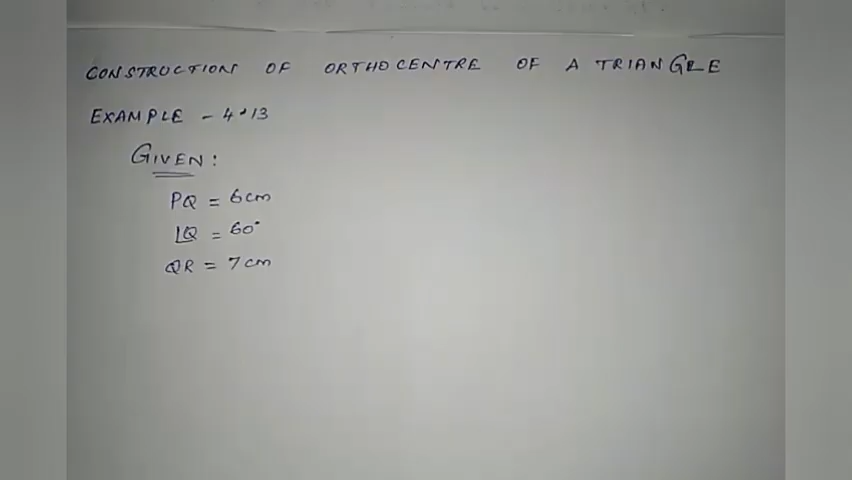 CONSTRUCTION OF ORTHOCENTRE OF A TRIANGLE
EXAMPLE - 4.13
GIVEN:
PQ = 6cm
∠Q = 60°
QR = 7cm